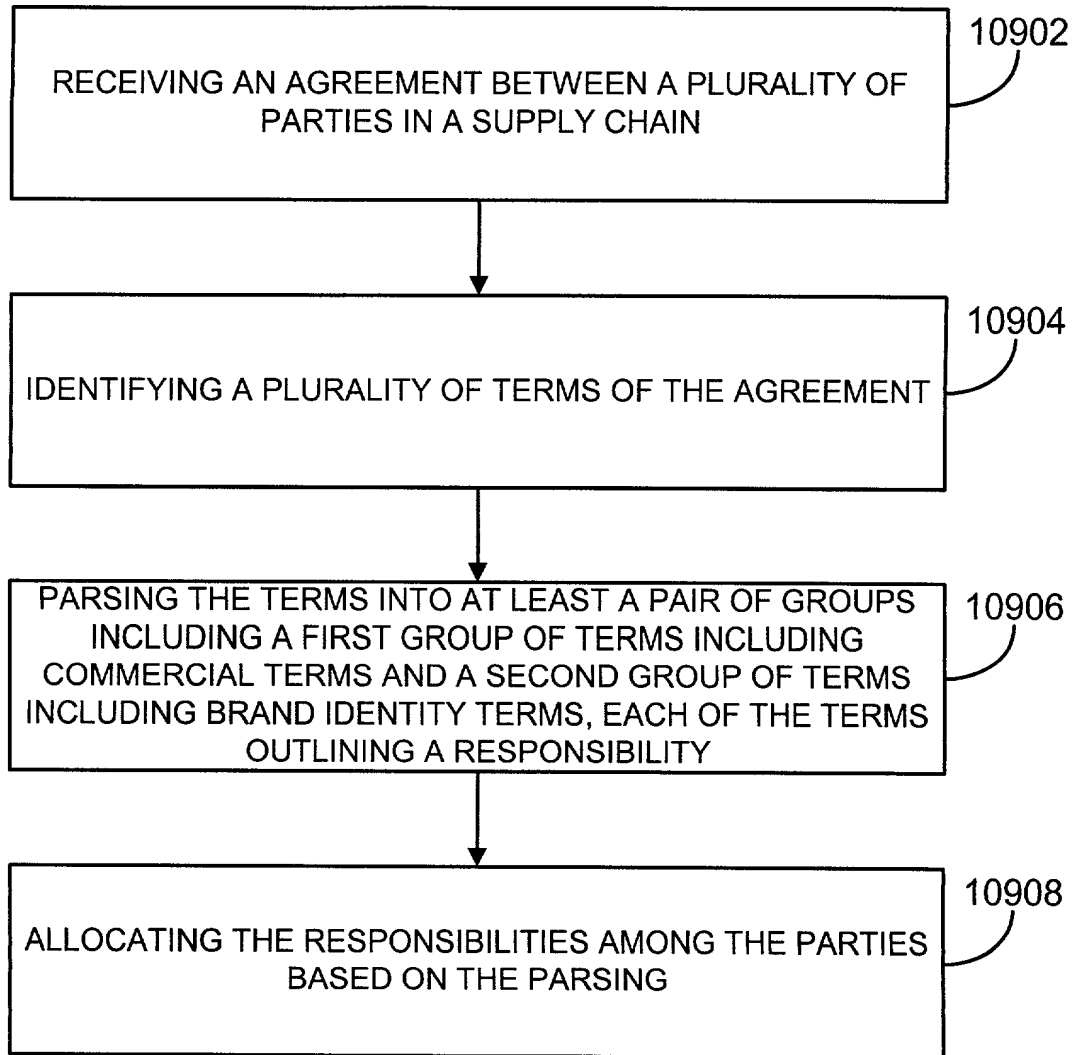 10902
RECEIVING AN AGREEMENT BETWEEN A PLURALITY OF
PARTIES IN A SUPPLY CHAIN
10904
IDENTIFYING A PLURALITY OF TERMS OF THE AGREEMENT
10906
PARSING THE TERMS INTO AT LEAST A PAIR OF GROUPS
INCLUDING A FIRST GROUP OF TERMS INCLUDING
COMMERCIAL TERMS AND A SECOND GROUP OF TERMS
INCLUDING BRAND IDENTITY TERMS, EACH OF THE TERMS
OUTLINING A RESPONSIBILITY
10908
ALLOCATING THE RESPONSIBILITIES AMONG THE PARTIES
BASED ON THE PARSING